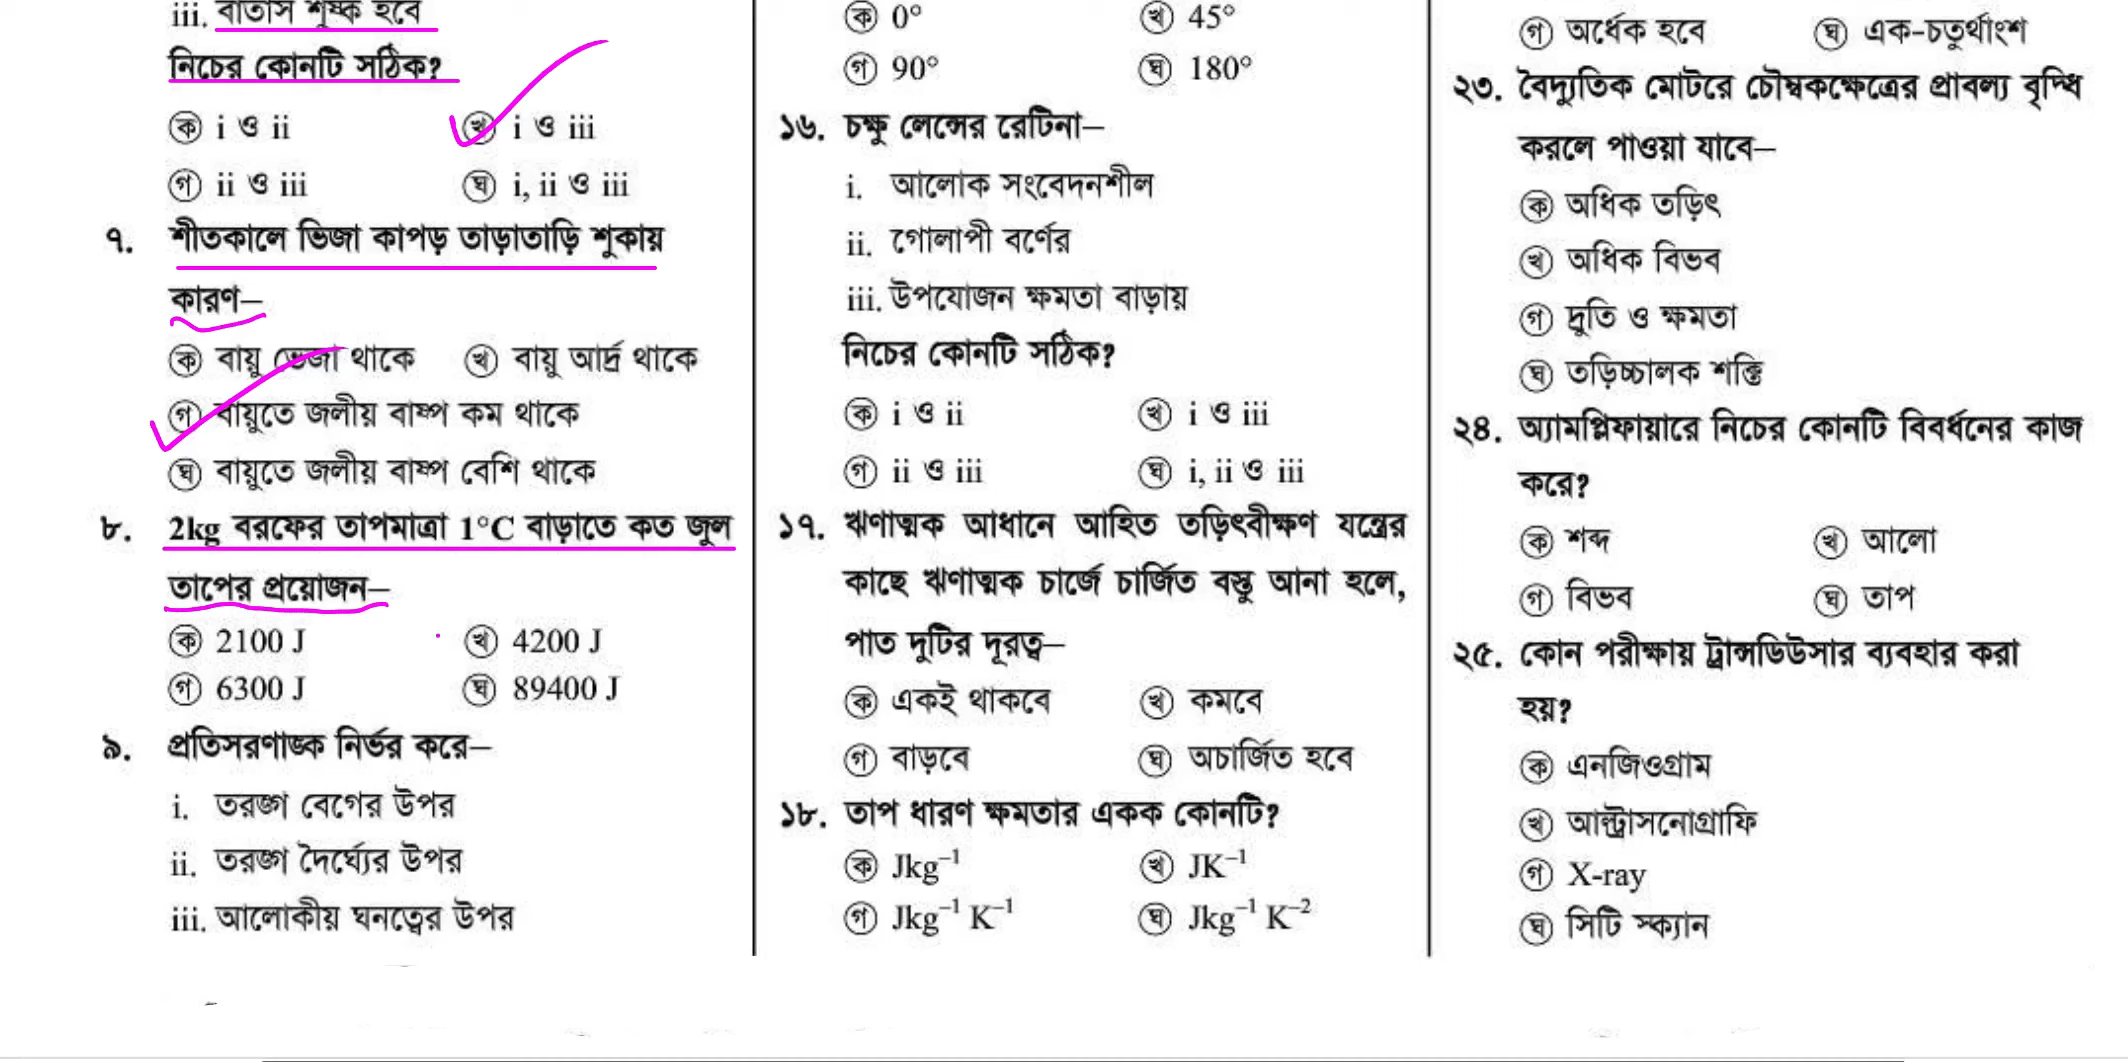 iii. বাতাস শুষ্ক হবে
নিচের কোনটি সঠিক?
ক i ও ii খ i ও iii
গ ii ও iii ঘ i, ii ও iii
৭. শীতকালে ভিজা কাপড় তাড়াতাড়ি শুকায়
কারণ–
ক বায়ু ভেজা থাকে খ বায়ু আর্দ্র থাকে
গ বায়ুতে জলীয় বাষ্প কম থাকে
ঘ বায়ুতে জলীয় বাষ্প বেশি থাকে
৮. 2kg বরফের তাপমাত্রা 1°C বাড়াতে কত জুল
তাপের প্রয়োজন–
ক 2100 J খ 4200 J
গ 6300 J ঘ 89400 J
৯. প্রতিসরণাঙ্ক নির্ভর করে–
i. তরঙ্গ বেগের উপর
ii. তরঙ্গ দৈর্ঘ্যের উপর
iii. আলোকীয় ঘনত্বের উপর
ক 0° খ 45°
গ 90° ঘ 180°
১৬. চক্ষু লেন্সের রেটিনা–
i. আলোক সংবেদনশীল
ii. গোলাপী বর্ণের
iii. উপযোজন ক্ষমতা বাড়ায়
নিচের কোনটি সঠিক?
ক i ও ii খ i ও iii
গ ii ও iii ঘ i, ii ও iii
১৭. ঋণাত্মক আধানে আহিত তড়িৎবীক্ষণ যন্ত্রের
কাছে ঋণাত্মক চার্জে চার্জিত বস্তু আনা হলে,
পাত দুটির দূরত্ব–
ক একই থাকবে খ কমবে
গ বাড়বে ঘ অচার্জিত হবে
১৮. তাপ ধারণ ক্ষমতার একক কোনটি?
ক Jkg⁻¹ খ JK⁻¹
গ Jkg⁻¹ K⁻¹ ঘ Jkg⁻¹ K⁻²
গ অর্ধেক হবে ঘ এক-চতুর্থাংশ
২৩. বৈদ্যুতিক মোটরে চৌম্বকক্ষেত্রের প্রাবল্য বৃদ্ধি
করলে পাওয়া যাবে–
ক অধিক তড়িৎ
খ অধিক বিভব
গ দ্রুতি ও ক্ষমতা
ঘ তড়িচ্চালক শক্তি
২৪. অ্যামপ্লিফায়ারে নিচের কোনটি বিবর্ধনের কাজ
করে?
ক শব্দ খ আলো
গ বিভব ঘ তাপ
২৫. কোন পরীক্ষায় ট্রান্সডিউসার ব্যবহার করা
হয়?
ক এনজিওগ্রাম
খ আল্ট্রাসনোগ্রাফি
গ X-ray
ঘ সিটি স্ক্যান